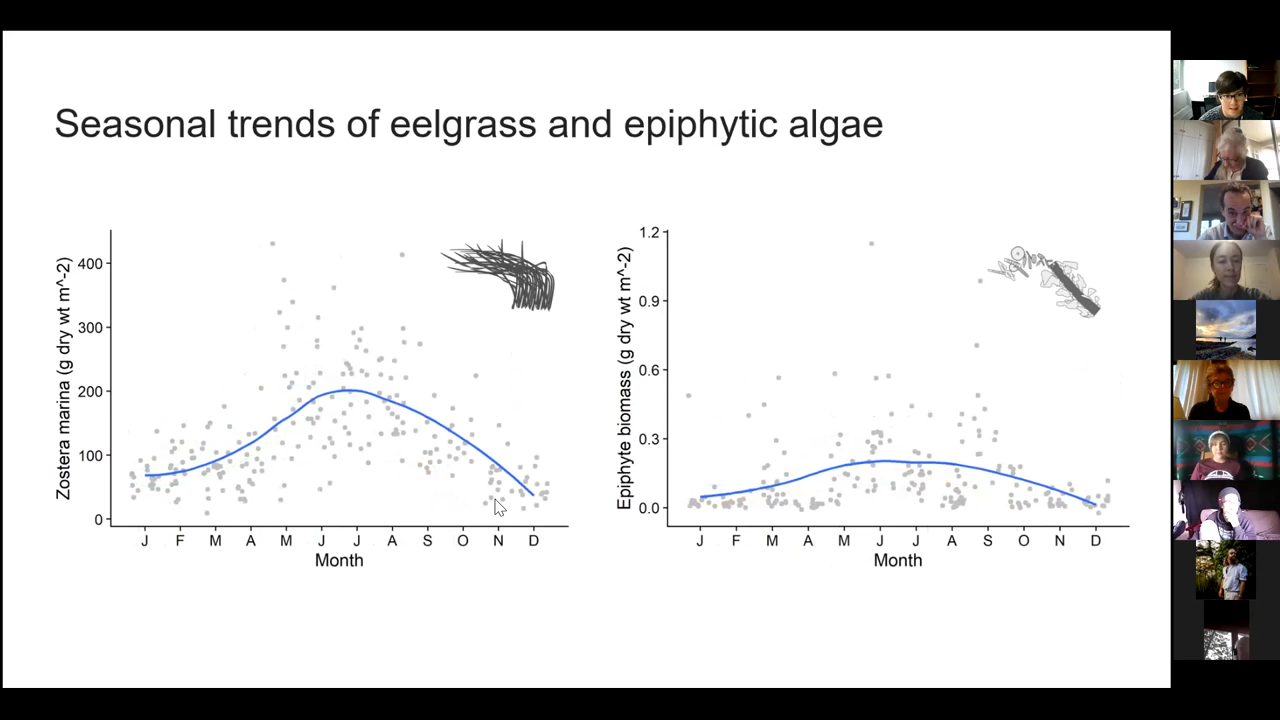 Seasonal trends of eelgrass and epiphytic algae
Zostera marina (g dry wt m^-2)
400
300
200
100
0
J F M A M J J A S O N D
Month
Epiphyte biomass (g dry wt m^-2)
1.2
0.9
0.6
0.3
0.0
J F M A M J J A S O N D
Month